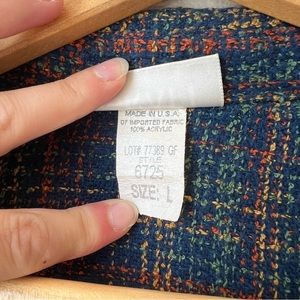 MADE IN U.S.A.
OF IMPORTED FABRIC
100% ACRYLIC
LOT# 77389 GF
STYLE
6725
SIZE: L